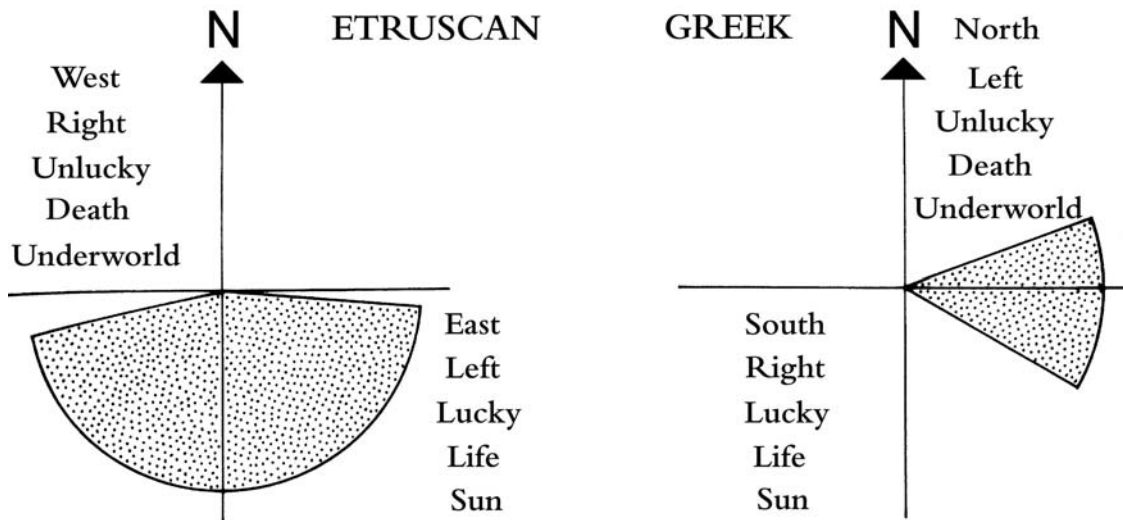 N
ETRUSCAN
West
Right
Unlucky
Death
Underworld
East
Left
Lucky
Life
Sun
GREEK
N
North
Left
Unlucky
Death
Underworld
South
Right
Lucky
Life
Sun